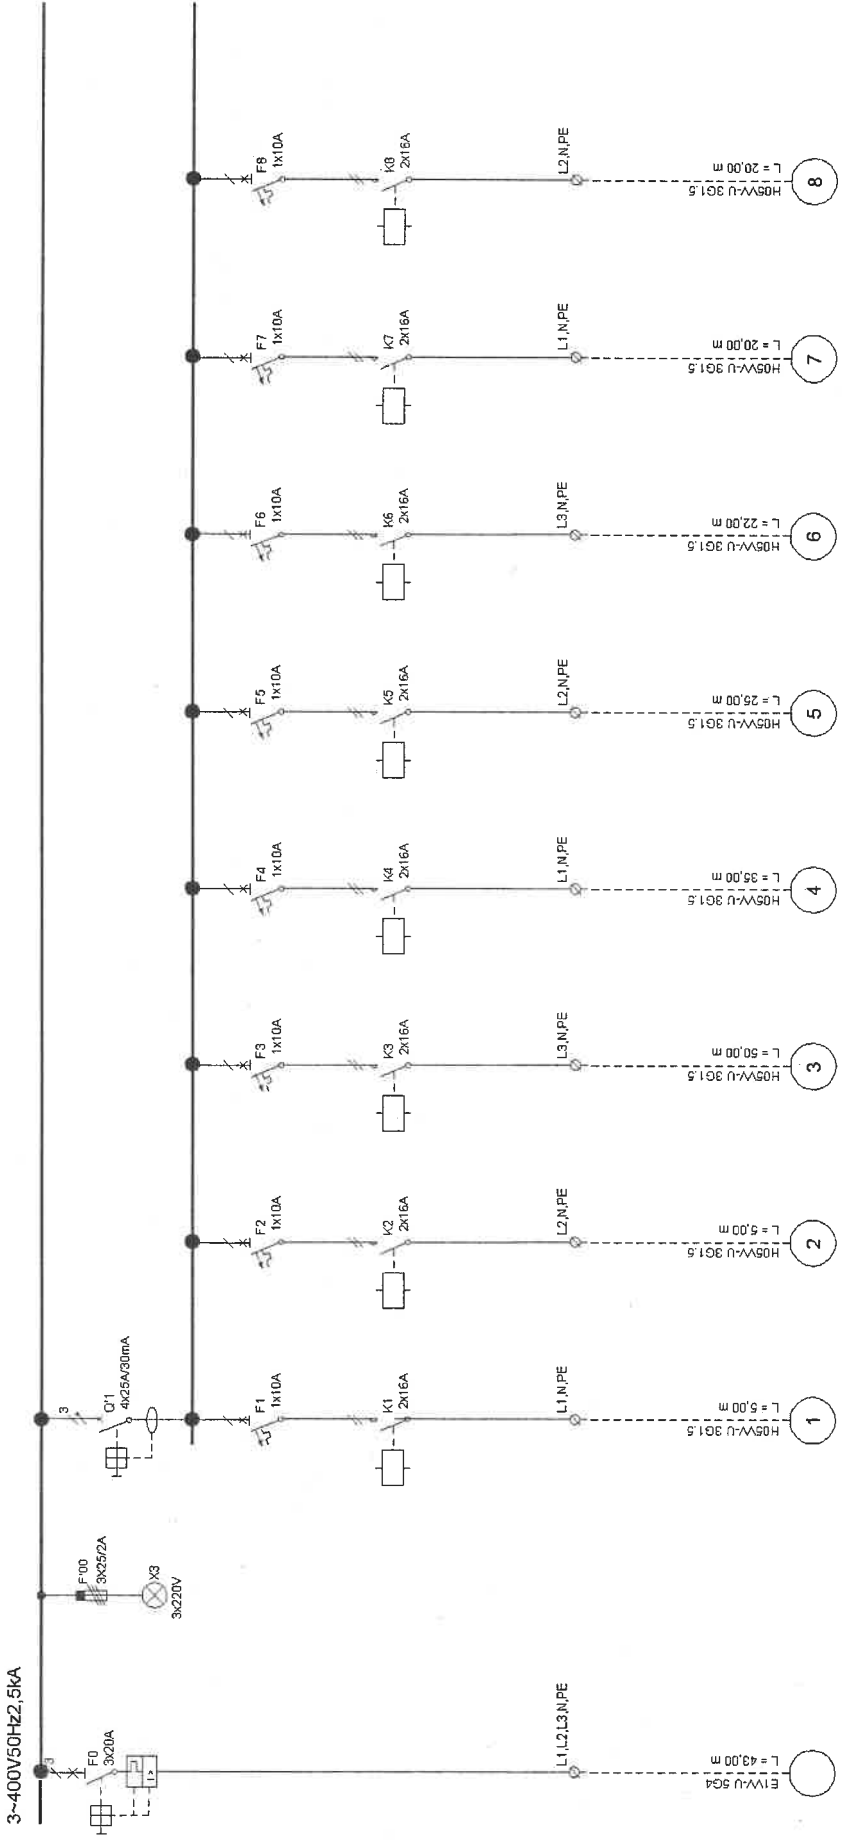 3~400V50Hz2,5kA
3
F0
3x20A
I >
L1,L2,L3,N,PE
E1VV-U 5G4
L = 43,00 m
F'00
3X25/2A
X3
3x220V
3
Q'1
4x25A/30mA
F1
1x10A
K1
2x16A
L1,N,PE
H05VV-U 3G1.5
L = 5,00 m
1
F2
1x10A
K2
2x16A
L2,N,PE
H05VV-U 3G1.5
L = 5,00 m
2
F3
1x10A
K3
2x16A
L3,N,PE
H05VV-U 3G1.5
L = 50,00 m
3
F4
1x10A
K4
2x16A
L1,N,PE
H05VV-U 3G1.5
L = 35,00 m
4
F5
1x10A
K5
2x16A
L2,N,PE
H05VV-U 3G1.5
L = 25,00 m
5
F6
1x10A
K6
2x16A
L3,N,PE
H05VV-U 3G1.5
L = 22,00 m
6
F7
1x10A
K7
2x16A
L1,N,PE
H05VV-U 3G1.5
L = 20,00 m
7
F8
1x10A
K8
2x16A
L2,N,PE
H05VV-U 3G1.5
L = 20,00 m
8